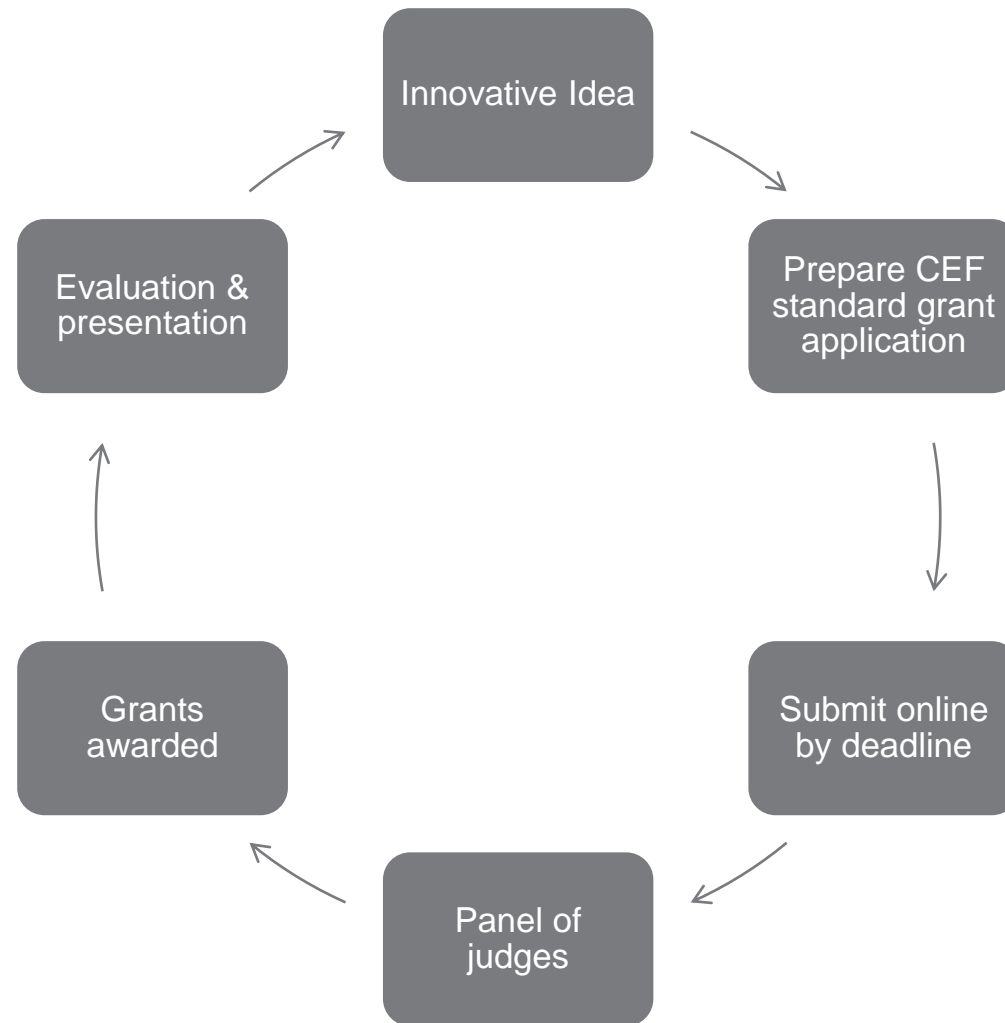 Innovative Idea
Prepare CEF
standard grant
application
Submit online
by deadline
Panel of
judges
Grants
awarded
Evaluation &
presentation